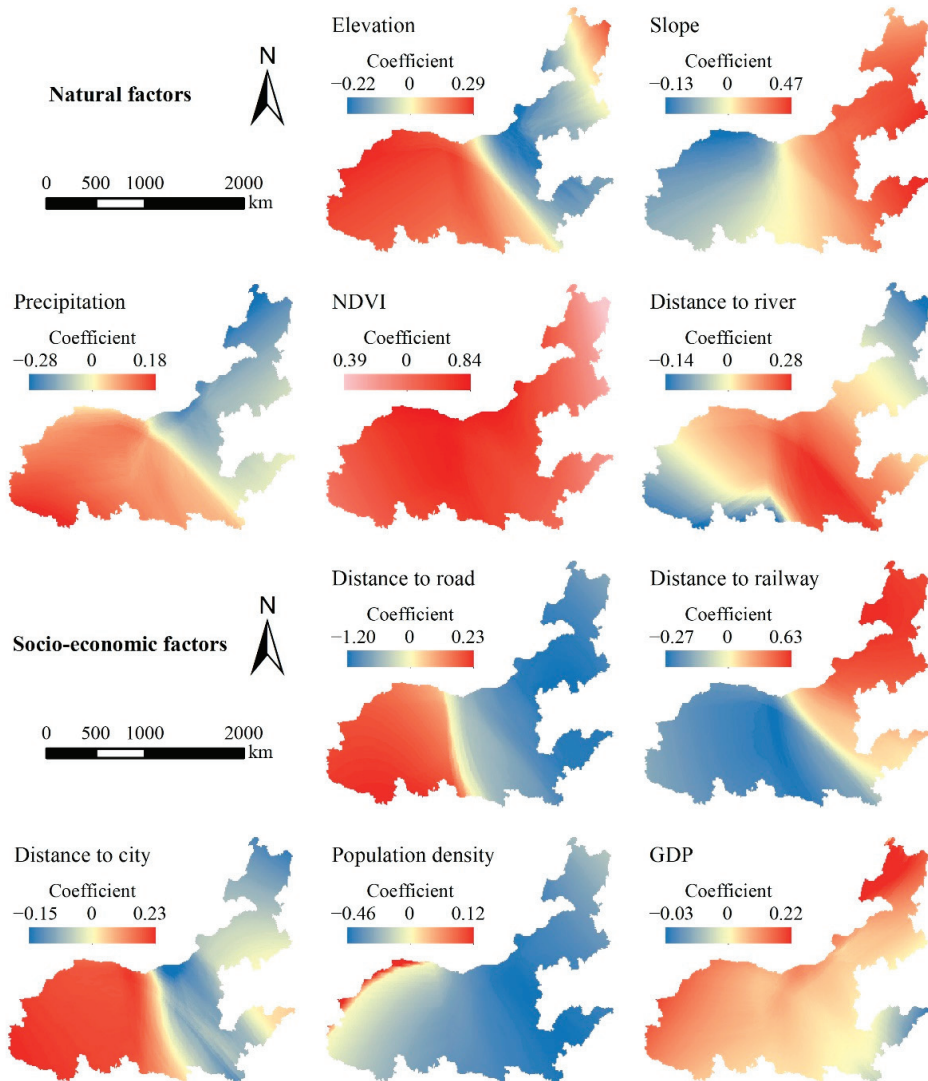 Natural factors
N
0 500 1000 2000
km
Elevation
Coefficient
−0.22 0 0.29
Slope
Coefficient
−0.13 0 0.47
Precipitation
Coefficient
−0.28 0 0.18
NDVI
Coefficient
0.39 0 0.84
Distance to river
Coefficient
−0.14 0 0.28
Socio-economic factors
N
0 500 1000 2000
km
Distance to road
Coefficient
−1.20 0 0.23
Distance to railway
Coefficient
−0.27 0 0.63
Distance to city
Coefficient
−0.15 0 0.23
Population density
Coefficient
−0.46 0 0.12
GDP
Coefficient
−0.03 0 0.22